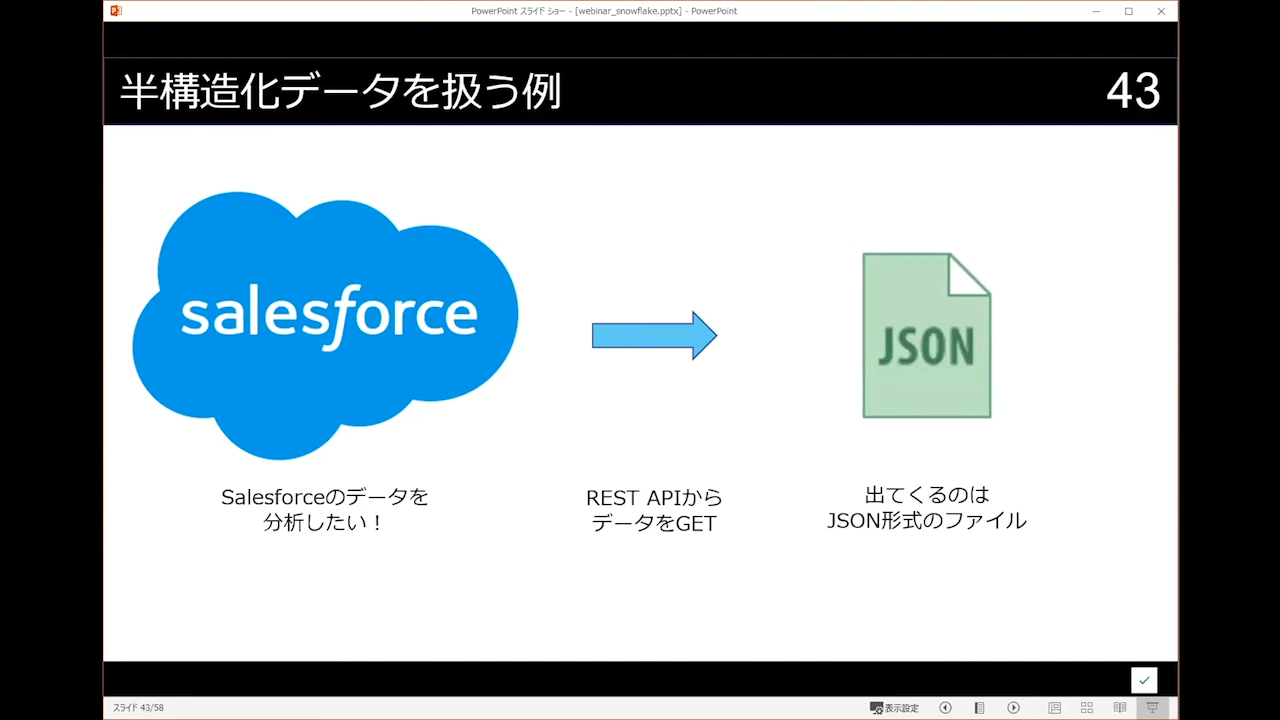 PowerPoint スライド ショー - [webinar_snowflake.pptx] - PowerPoint
半構造化データを扱う例
43
salesforce
JSON
Salesforceのデータを
分析したい！
REST APIから
データをGET
出てくるのは
JSON形式のファイル
スライド 43/58
表示設定